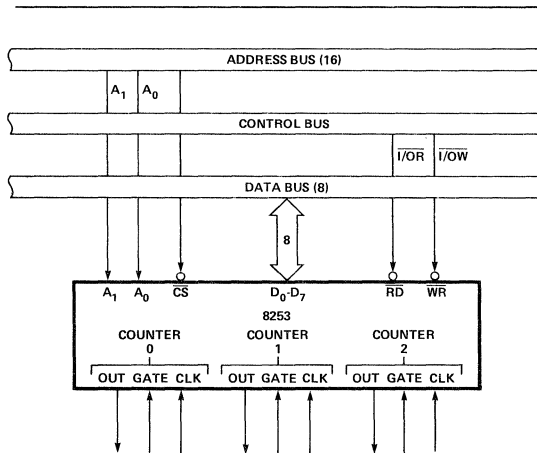 ADDRESS BUS (16)
A1 A0
CONTROL BUS
I/OR I/OW
DATA BUS (8)
8
A1 A0 CS D0-D7 RD WR
8253
COUNTER COUNTER COUNTER
0 1 2
OUT GATE CLK OUT GATE CLK OUT GATE CLK